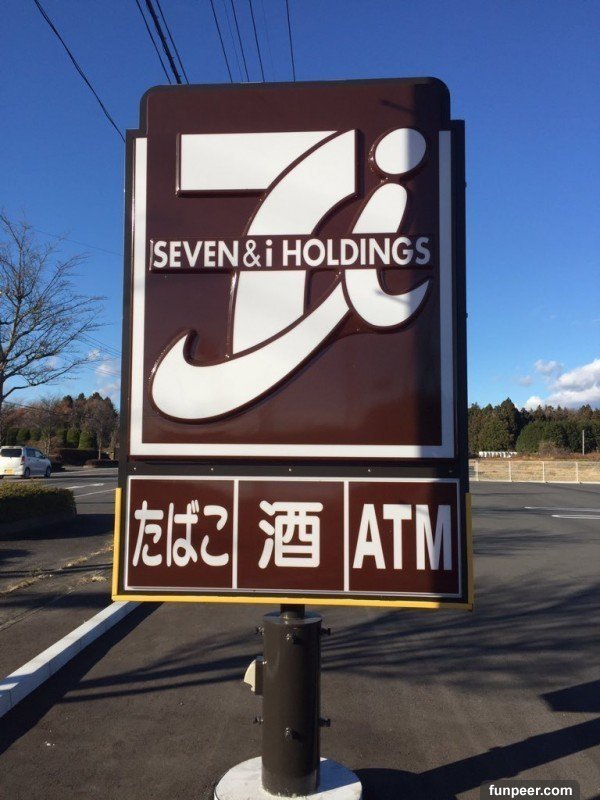 SEVEN&i HOLDINGS
たばこ 酒 ATM
funpeer.com